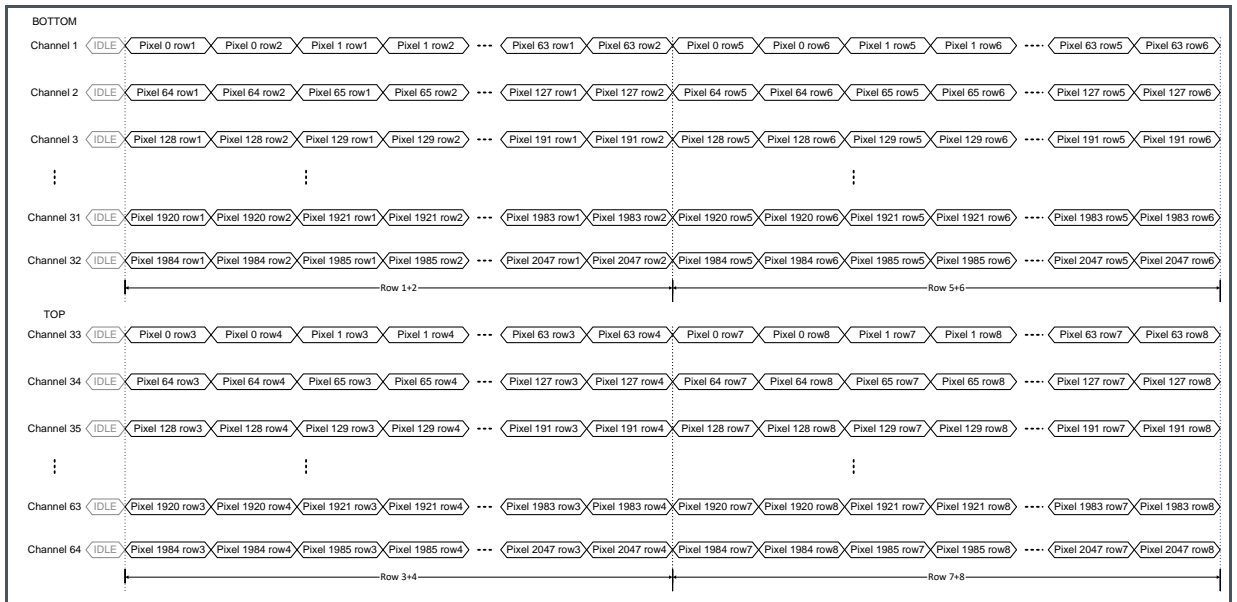 BOTTOM
Channel 1 IDLE Pixel 0 row1 Pixel 0 row2 Pixel 1 row1 Pixel 1 row2 Pixel 63 row1 Pixel 63 row2 Pixel 0 row5 Pixel 0 row6 Pixel 1 row5 Pixel 1 row6 Pixel 63 row5 Pixel 63 row6
Channel 2 IDLE Pixel 64 row1 Pixel 64 row2 Pixel 65 row1 Pixel 65 row2 Pixel 127 row1 Pixel 127 row2 Pixel 64 row5 Pixel 64 row6 Pixel 65 row5 Pixel 65 row6 Pixel 127 row5 Pixel 127 row6
Channel 3 IDLE Pixel 128 row1 Pixel 128 row2 Pixel 129 row1 Pixel 129 row2 Pixel 191 row1 Pixel 191 row2 Pixel 128 row5 Pixel 128 row6 Pixel 129 row5 Pixel 129 row6 Pixel 191 row5 Pixel 191 row6
Channel 31 IDLE Pixel 1920 row1 Pixel 1920 row2 Pixel 1921 row1 Pixel 1921 row2 Pixel 1983 row1 Pixel 1983 row2 Pixel 1920 row5 Pixel 1920 row6 Pixel 1921 row5 Pixel 1921 row6 Pixel 1983 row5 Pixel 1983 row6
Channel 32 IDLE Pixel 1984 row1 Pixel 1984 row2 Pixel 1985 row1 Pixel 1985 row2 Pixel 2047 row1 Pixel 2047 row2 Pixel 1984 row5 Pixel 1984 row6 Pixel 1985 row5 Pixel 1985 row6 Pixel 2047 row5 Pixel 2047 row6
Row 1+2 Row 5+6
TOP
Channel 33 IDLE Pixel 0 row3 Pixel 0 row4 Pixel 1 row3 Pixel 1 row4 Pixel 63 row3 Pixel 63 row4 Pixel 0 row7 Pixel 0 row8 Pixel 1 row7 Pixel 1 row8 Pixel 63 row7 Pixel 63 row8
Channel 34 IDLE Pixel 64 row3 Pixel 64 row4 Pixel 65 row3 Pixel 65 row4 Pixel 127 row3 Pixel 127 row4 Pixel 64 row7 Pixel 64 row8 Pixel 65 row7 Pixel 65 row8 Pixel 127 row7 Pixel 127 row8
Channel 35 IDLE Pixel 128 row3 Pixel 128 row4 Pixel 129 row3 Pixel 129 row4 Pixel 191 row3 Pixel 191 row4 Pixel 128 row7 Pixel 128 row8 Pixel 129 row7 Pixel 129 row8 Pixel 191 row7 Pixel 191 row8
Channel 63 IDLE Pixel 1920 row3 Pixel 1920 row4 Pixel 1921 row3 Pixel 1921 row4 Pixel 1983 row3 Pixel 1983 row4 Pixel 1920 row7 Pixel 1920 row8 Pixel 1921 row7 Pixel 1921 row8 Pixel 1983 row7 Pixel 1983 row8
Channel 64 IDLE Pixel 1984 row3 Pixel 1984 row4 Pixel 1985 row3 Pixel 1985 row4 Pixel 2047 row3 Pixel 2047 row4 Pixel 1984 row7 Pixel 1984 row8 Pixel 1985 row7 Pixel 1985 row8 Pixel 2047 row7 Pixel 2047 row8
Row 3+4 Row 7+8